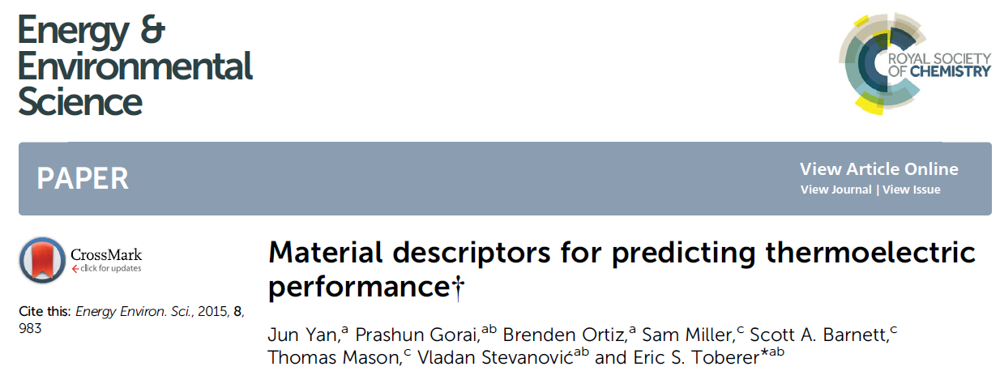 Energy &
Environmental
Science
ROYAL SOCIETY
OF CHEMISTRY
PAPER
View Article Online
View Journal | View Issue
CrossMark
click for updates
Cite this: Energy Environ. Sci., 2015, 8,
983
Material descriptors for predicting thermoelectric
performance†
Jun Yan,a Prashun Gorai,ab Brenden Ortiz,a Sam Miller,c Scott A. Barnett,c
Thomas Mason,c Vladan Stevanovićab and Eric S. Toberer*ab